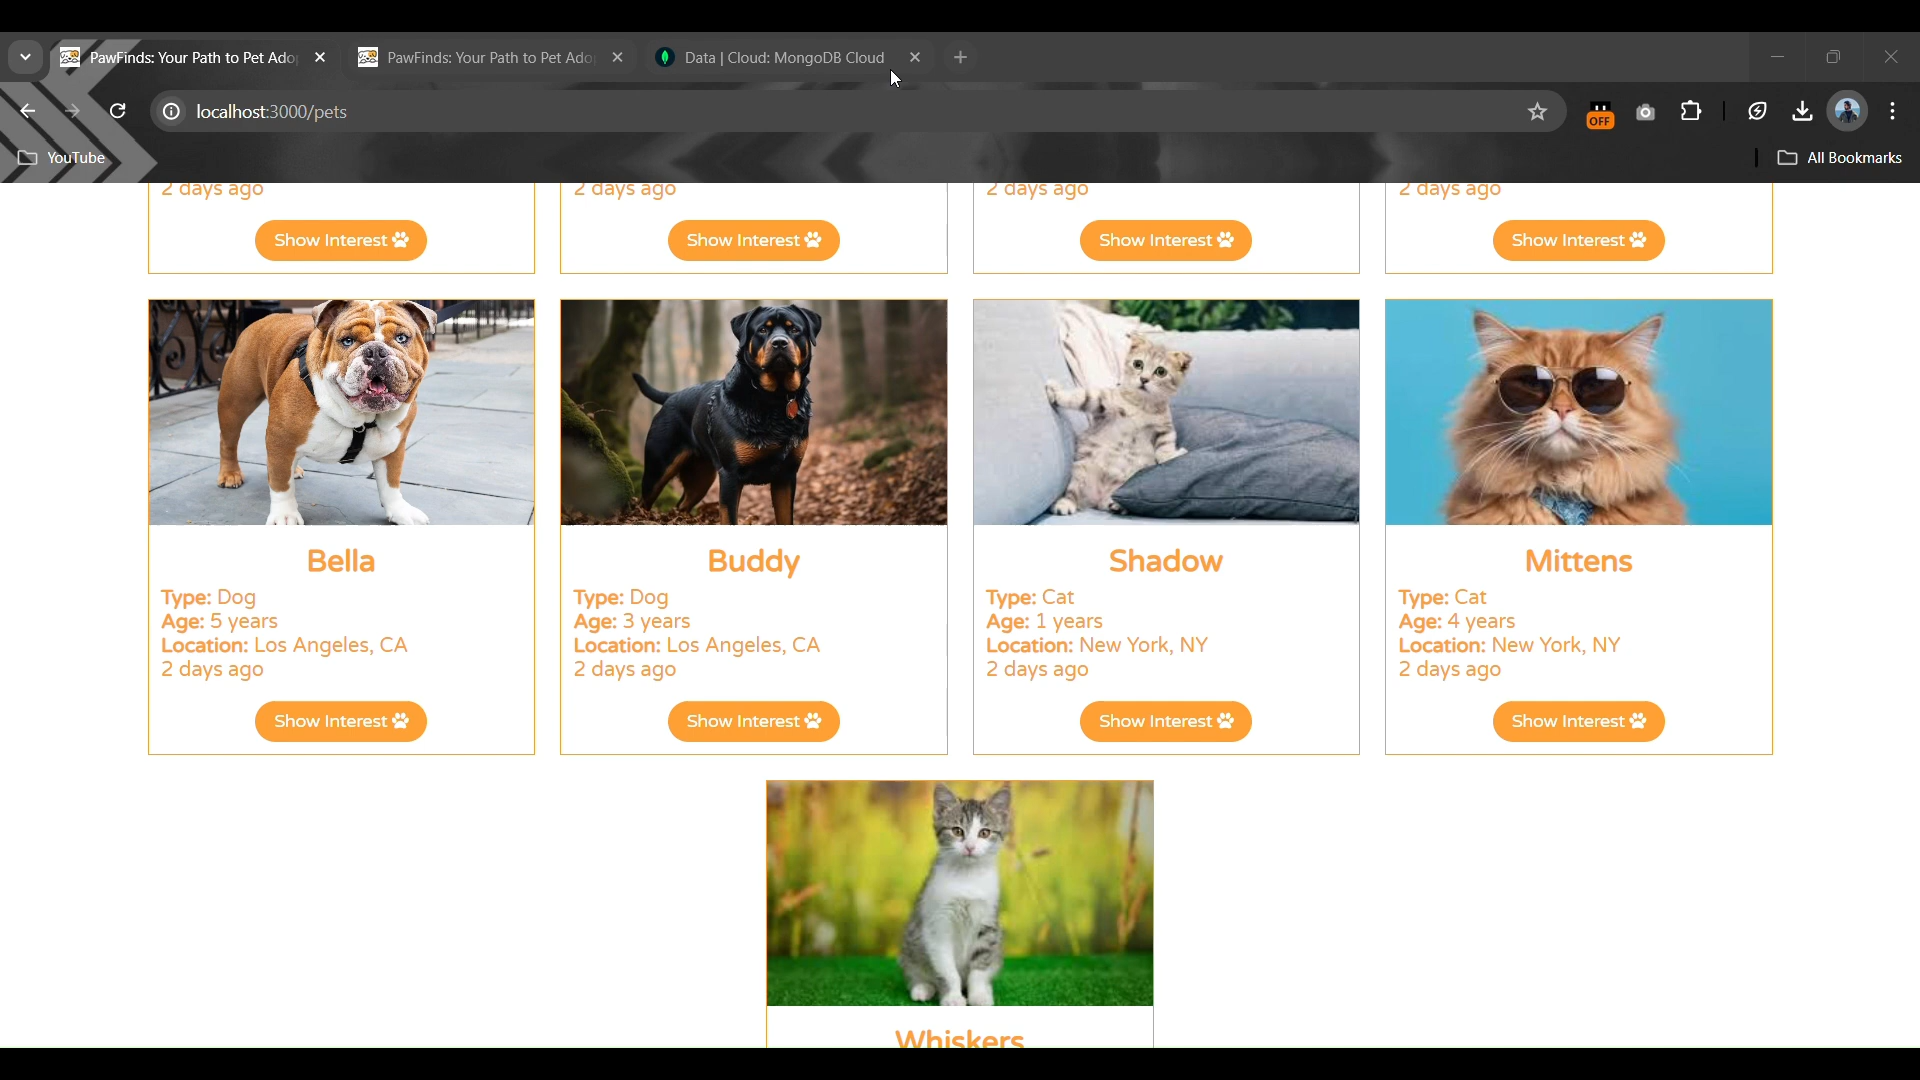 PawFinds: Your Path to Pet Ado
PawFinds: Your Path to Pet Ado
Data | Cloud: MongoDB Cloud
localhost:3000/pets
OFF
YouTube
All Bookmarks
2 days ago
2 days ago
2 days ago
2 days ago
Show Interest
Show Interest
Show Interest
Show Interest
Bella
Type: Dog
Age: 5 years
Location: Los Angeles, CA
2 days ago
Show Interest
Buddy
Type: Dog
Age: 3 years
Location: Los Angeles, CA
2 days ago
Show Interest
Shadow
Type: Cat
Age: 1 years
Location: New York, NY
2 days ago
Show Interest
Mittens
Type: Cat
Age: 4 years
Location: New York, NY
2 days ago
Show Interest
Whiskers